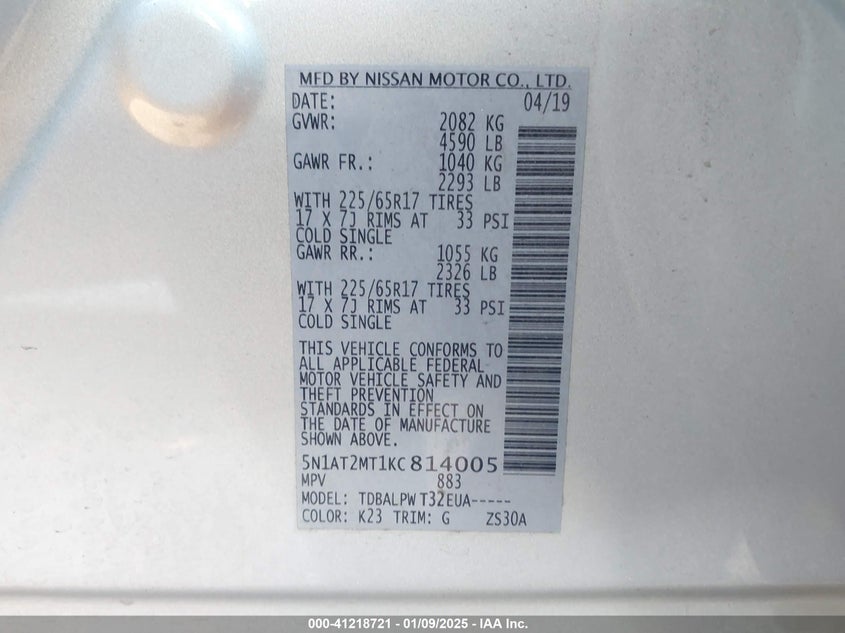 MFD BY NISSAN MOTOR CO., LTD.
DATE: 04/19
GVWR: 2082 KG
4590 LB
GAWR FR.: 1040 KG
2293 LB
WITH 225/65R17 TIRES
17 X 7J RIMS AT 33 PSI
COLD SINGLE
GAWR RR.: 1055 KG
2326 LB
WITH 225/65R17 TIRES
17 X 7J RIMS AT 33 PSI
COLD SINGLE
THIS VEHICLE CONFORMS TO
ALL APPLICABLE FEDERAL
MOTOR VEHICLE SAFETY AND
THEFT PREVENTION
STANDARDS IN EFFECT ON
THE DATE OF MANUFACTURE
SHOWN ABOVE.
5N1AT2MT1KC814005
MPV 883
MODEL: TDBALPW T32EUA-----
COLOR: K23 TRIM: G ZS30A
000-41218721 - 01/09/2025 - IAA Inc.